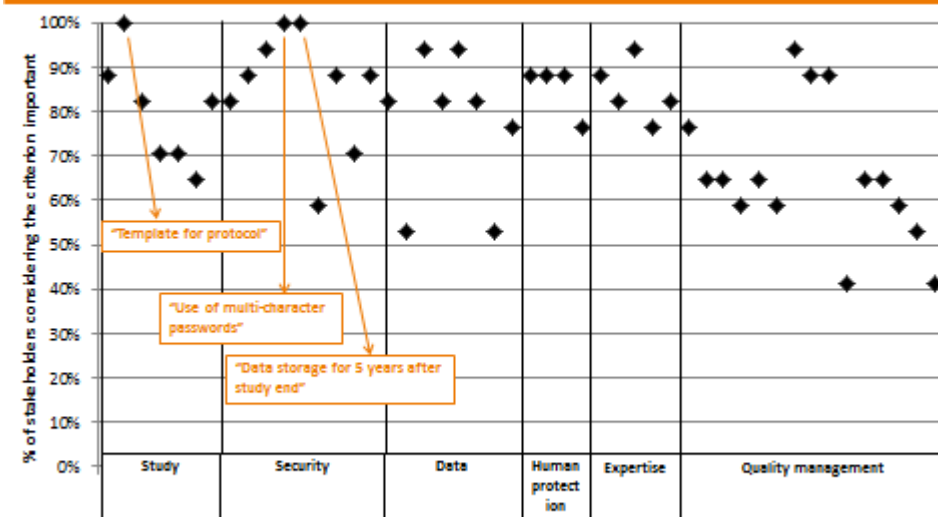 % of stakeholders considering the criterion important
100%
90%
80%
70%
60%
50%
40%
30%
20%
10%
0%
"Template for protocol"
"Use of multi-character
passwords"
"Data storage for 5 years after
study end"
Study
Security
Data
Human
protect
ion
Expertise
Quality management